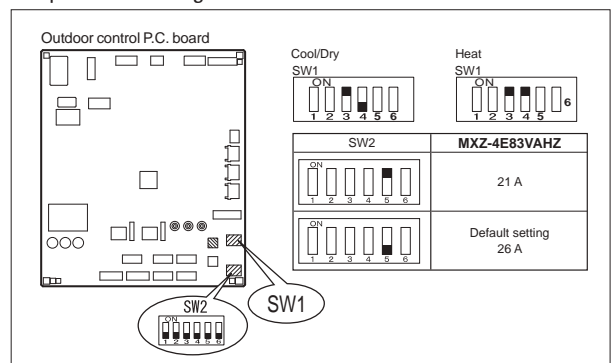 Outdoor control P.C. board
Cool/Dry
SW1
ON
1 2 3 4 5 6
Heat
SW1
ON
1 2 3 4 5 6
SW2 MXZ-4E83VAHZ
ON
1 2 3 4 5 6
21 A
ON
1 2 3 4 5 6
Default setting
26 A
SW1
SW2
ON
1 2 3 4 5 6